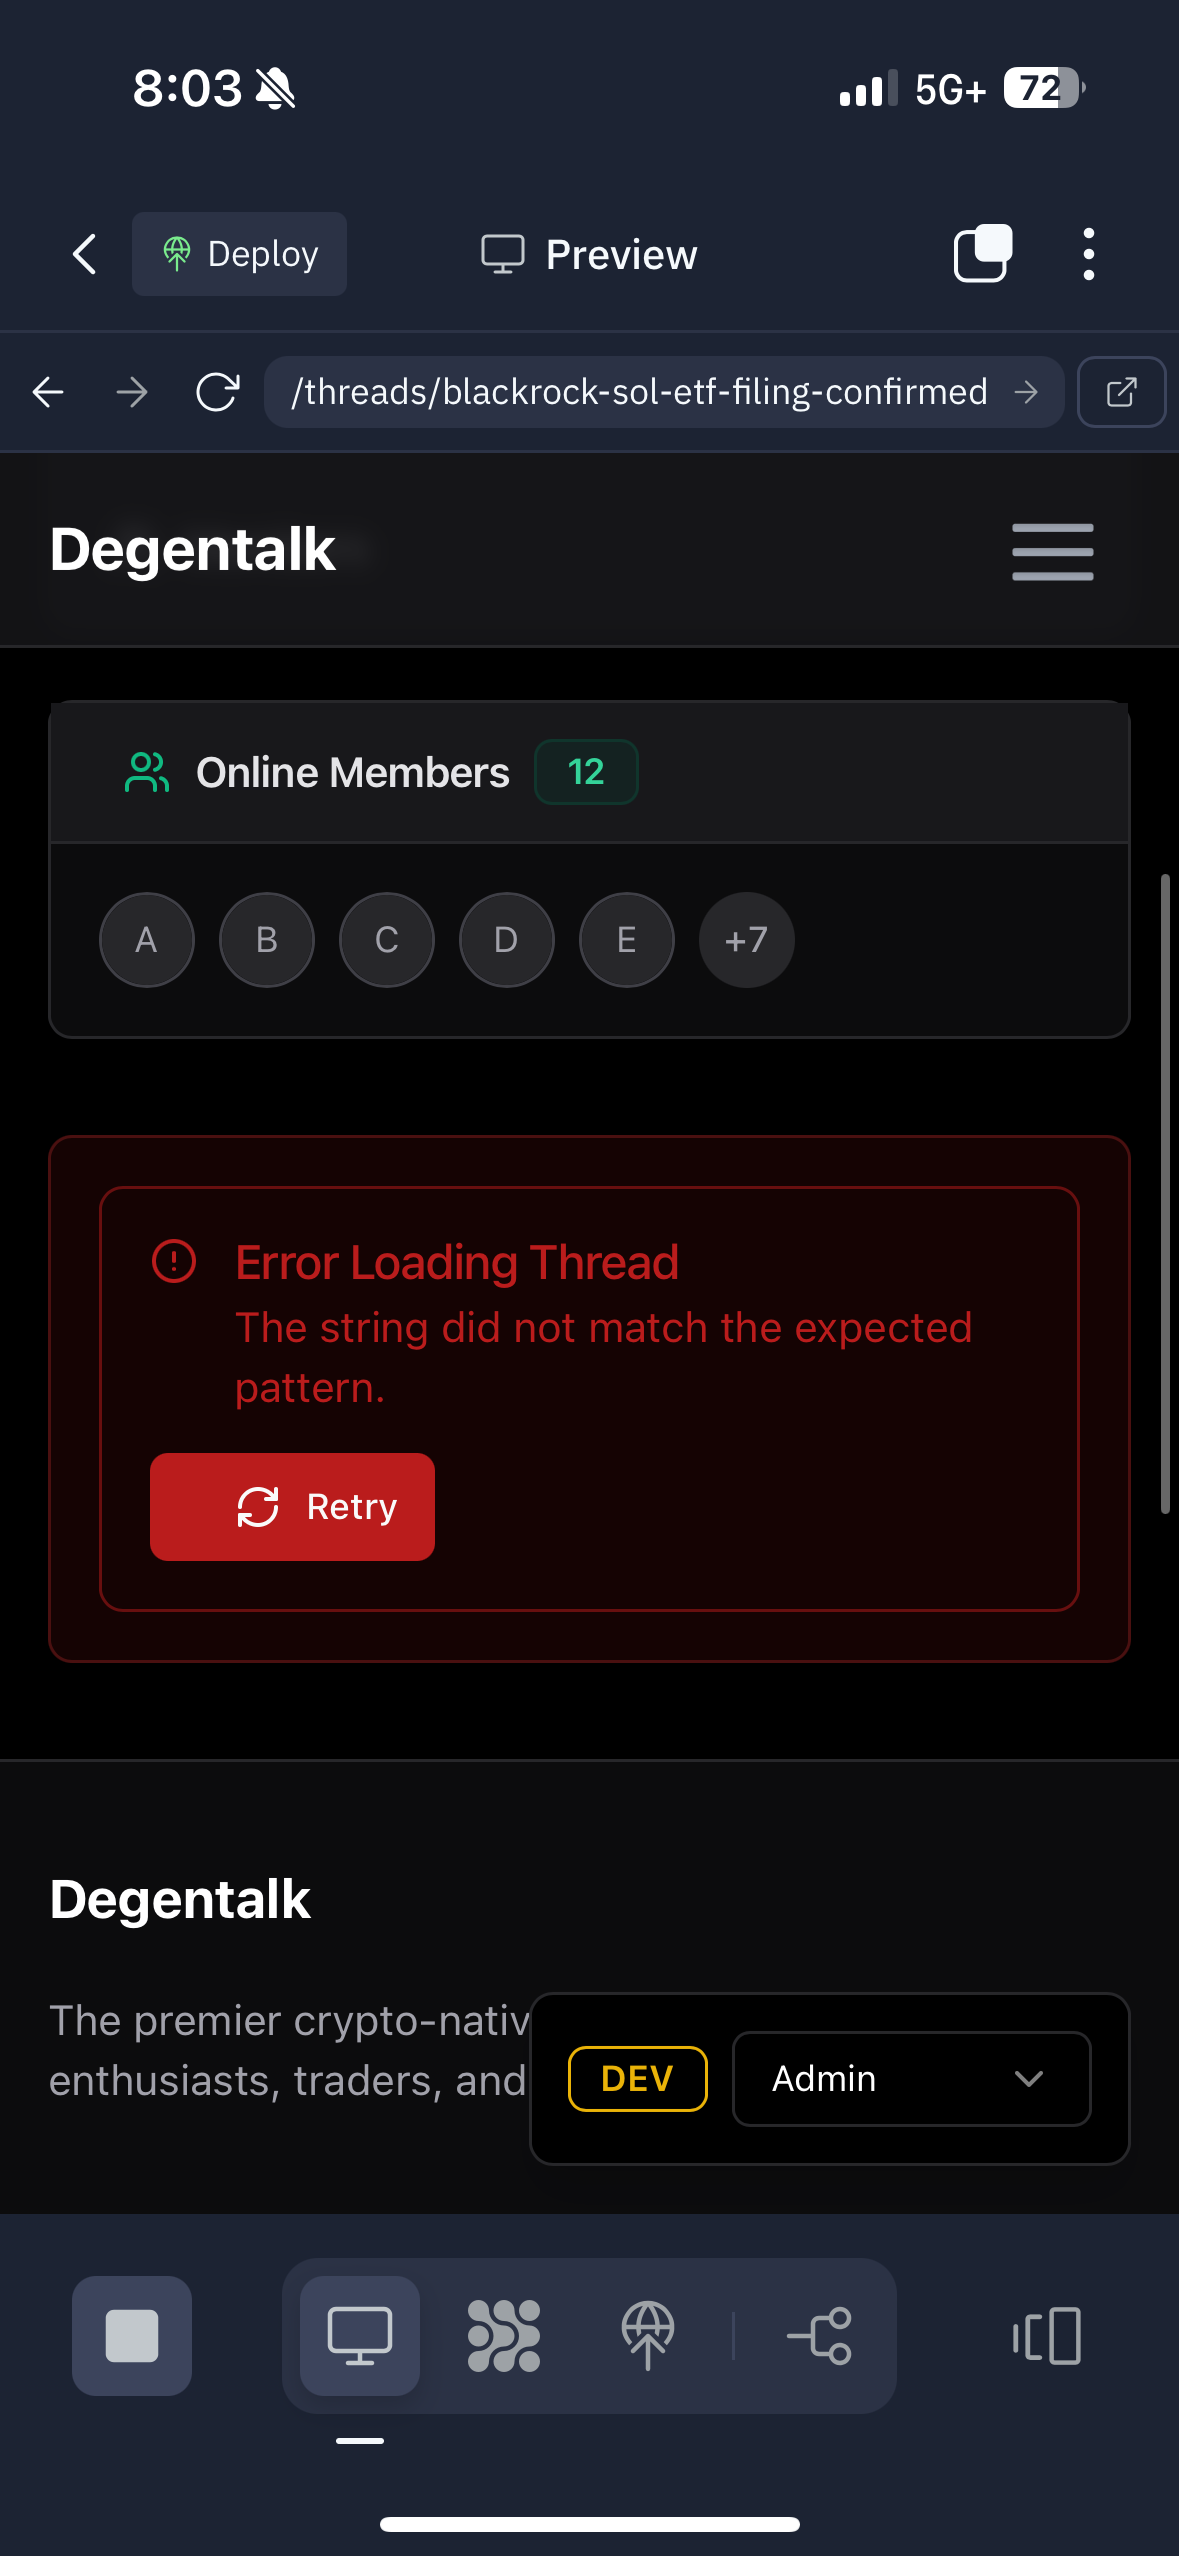 8:03
5G+
72
Deploy
Preview
/threads/blackrock-sol-etf-filing-confirmed
Degentalk
Online Members
12
A
B
C
D
E
+7
Error Loading Thread
The string did not match the expected
pattern.
Retry
Degentalk
The premier crypto-nativ
enthusiasts, traders, and
DEV
Admin